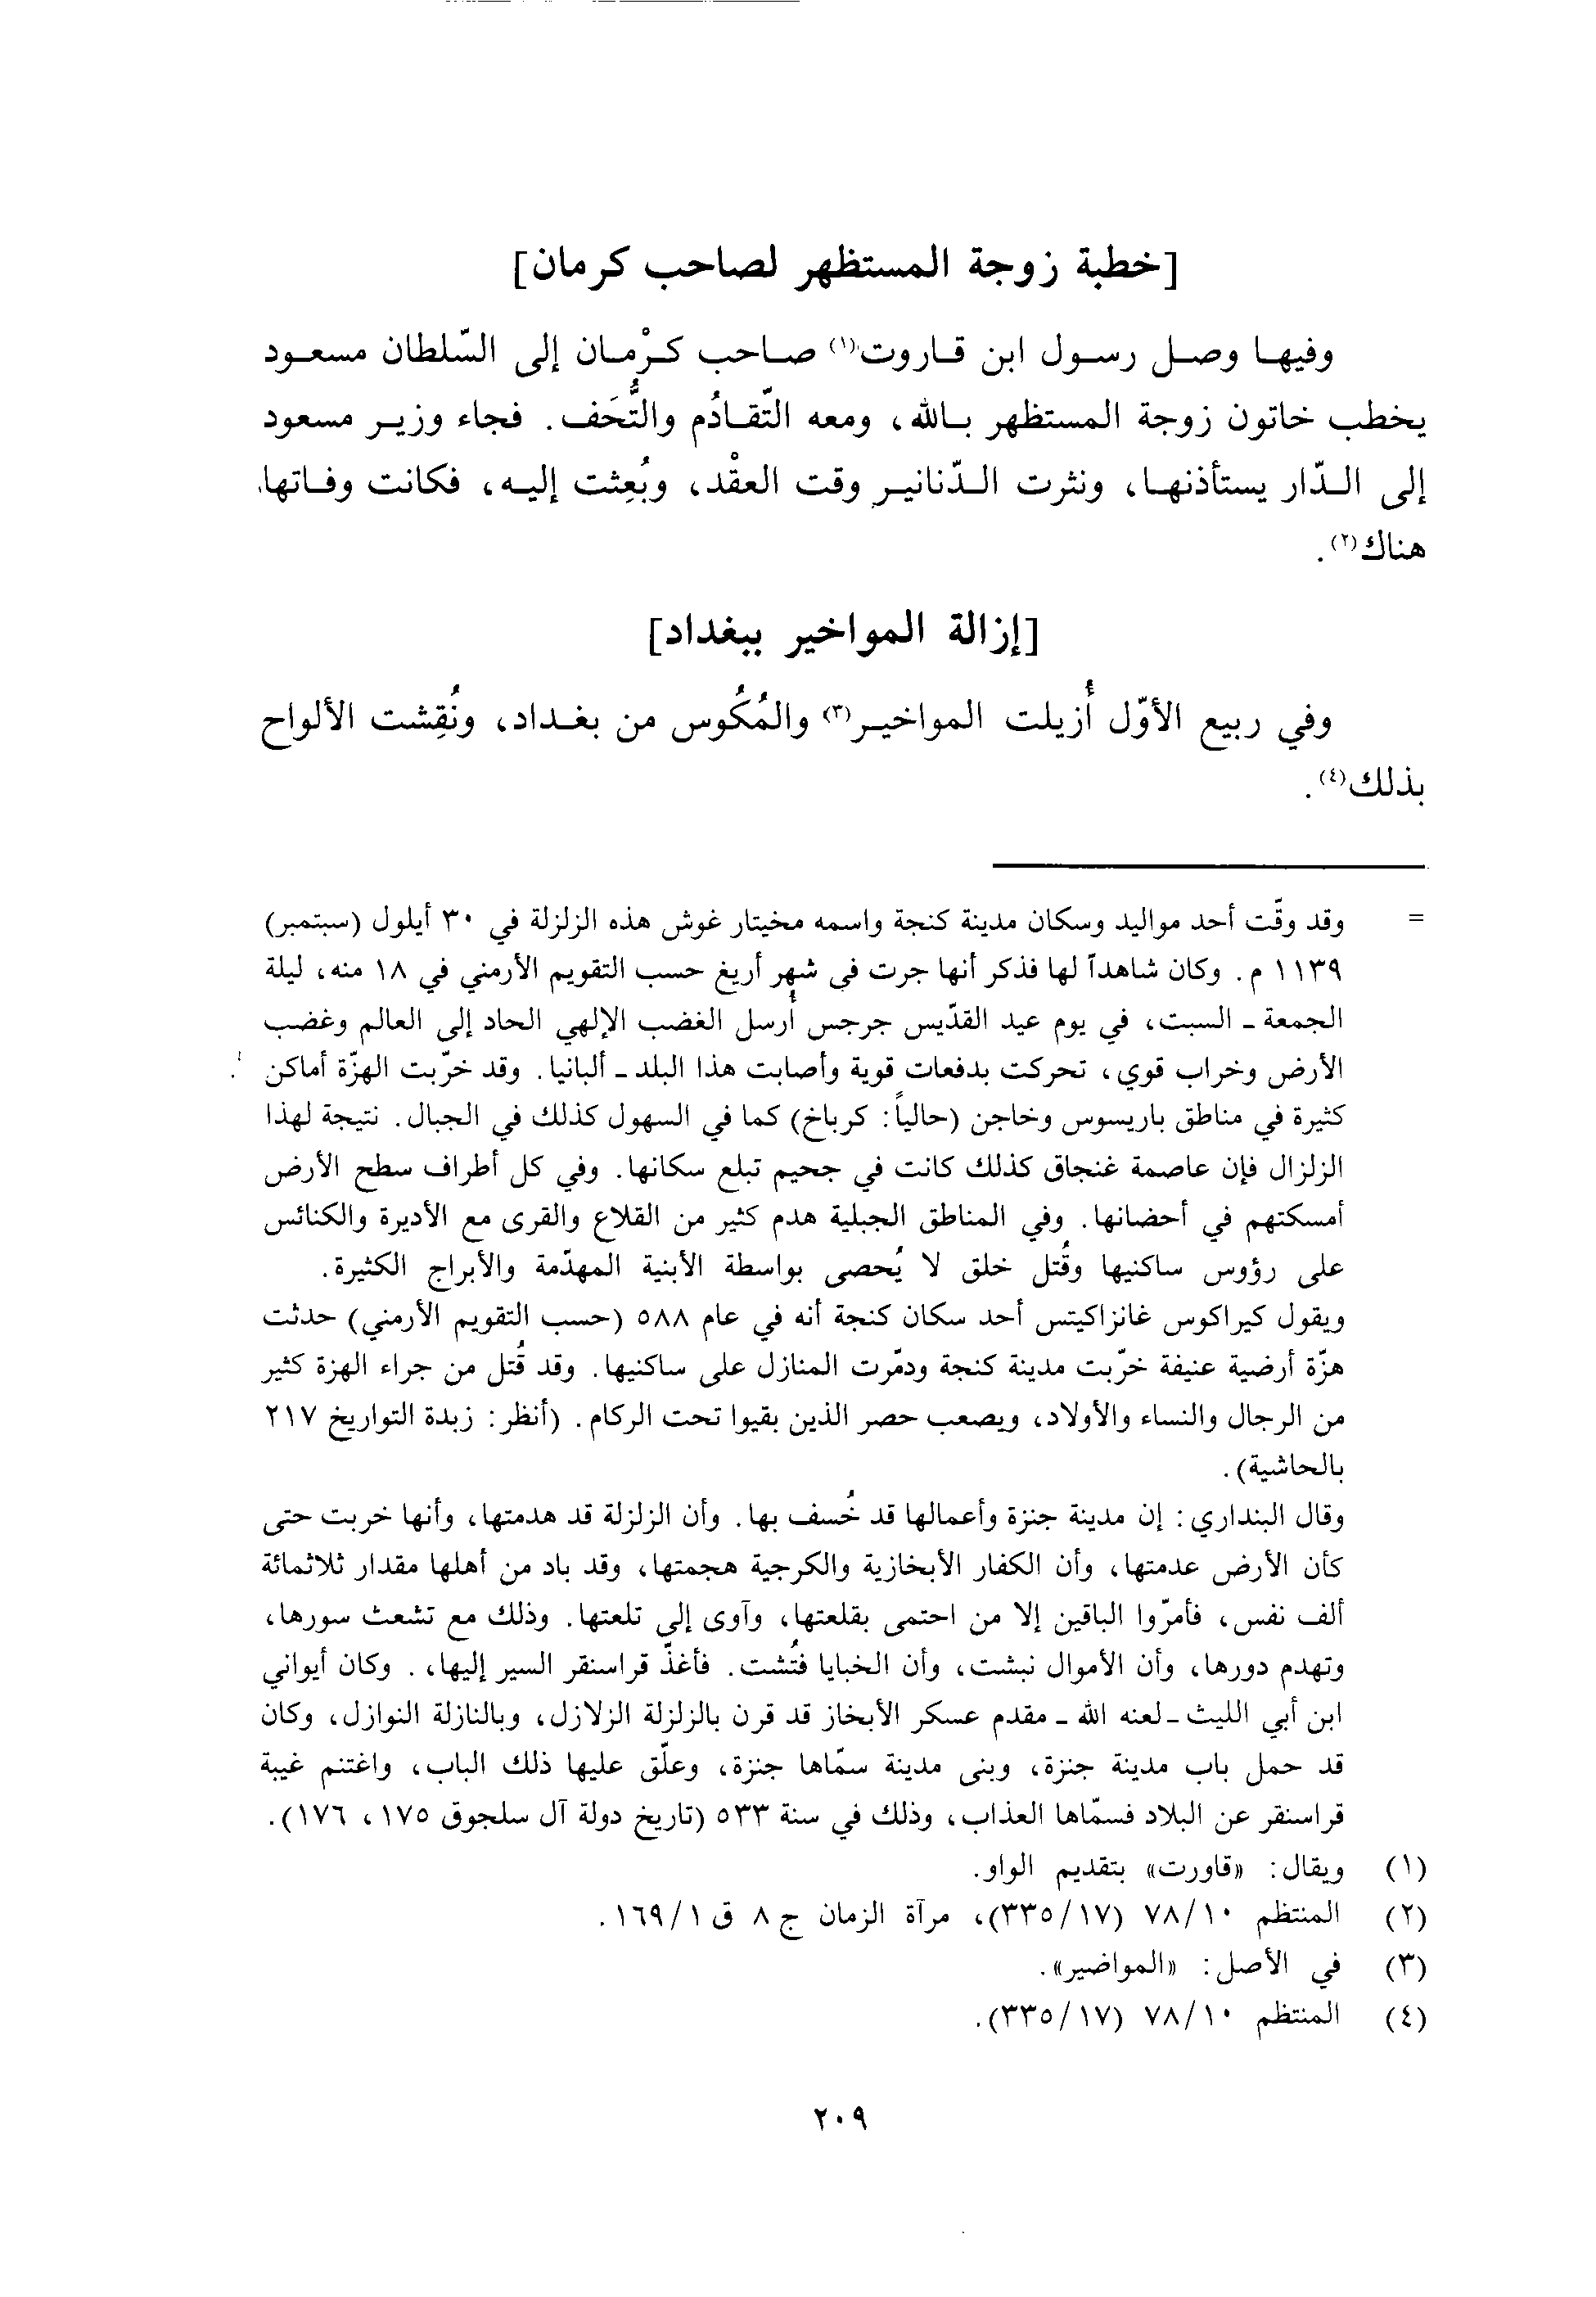 [خطبة زوجة المستظهر لصاحب كرمان]
وفيها وصل رسول ابن قاروت(١) صاحب كرْمان إلى السّلطان مسعود
يخطب خاتون زوجة المستظهر بالله، ومعه التّقادُم والتُّحَف. فجاء وزير مسعود
إلى الدّار يستأذنها، ونثرت الدّنانير وقت العقْد، وبُعِثت إليه، فكانت وفاتها
هناك(٢).
[إزالة المواخير ببغداد]
وفي ربيع الأوّل أُزيلت المواخير(٣) والمُكُوس من بغداد، ونُقِشت الألواح
بذلك(٤).
= وقد وقّت أحد مواليد وسكان مدينة كنجة واسمه مخيتار غوش هذه الزلزلة في ٣٠ أيلول (سبتمبر)
١١٣٩ م. وكان شاهداً لها فذكر أنها جرت في شهر أريغ حسب التقويم الأرمني في ١٨ منه، ليلة
الجمعة - السبت، في يوم عيد القدّيس جرجس أُرسل الغضب الإلهي الحاد إلى العالم وغضب
الأرض وخراب قوي، تحركت بدفعات قوية وأصابت هذا البلد - ألبانيا. وقد خرّبت الهزّة أماكن
كثيرة في مناطق باريسوس وخاجن (حالياً: كرباخ) كما في السهول كذلك في الجبال. نتيجة لهذا
الزلزال فإن عاصمة غنجاق كذلك كانت في جحيم تبلع سكانها. وفي كل أطراف سطح الأرض
أمسكتهم في أحضانها. وفي المناطق الجبلية هدم كثير من القلاع والقرى مع الأديرة والكنائس
على رؤوس ساكنيها وقُتل خلق لا يُحصى بواسطة الأبنية المهدّمة والأبراج الكثيرة.
ويقول كيراكوس غانزاكيتس أحد سكان كنجة أنه في عام ٥٨٨ (حسب التقويم الأرمني) حدثت
هزّة أرضية عنيفة خرّبت مدينة كنجة ودمّرت المنازل على ساكنيها. وقد قُتل من جراء الهزة كثير
من الرجال والنساء والأولاد، ويصعب حصر الذين بقيوا تحت الركام. (أنظر: زبدة التواريخ ٢١٧
بالحاشية).
وقال البنداري: إن مدينة جنزة وأعمالها قد خُسف بها. وأن الزلزلة قد هدمتها، وأنها خربت حتى
كأن الأرض عدمتها، وأن الكفار الأبخازية والكرجية هجمتها، وقد باد من أهلها مقدار ثلاثمائة
ألف نفس، فأمرّوا الباقين إلا من احتمى بقلعتها، وآوى إلى تلعتها. وذلك مع تشعث سورها،
وتهدم دورها، وأن الأموال نبشت، وأن الخبايا فتُشت. فأغذّ قراسنقر السير إليها،. وكان أيواني
ابن أبي الليث - لعنه الله - مقدم عسكر الأبخاز قد قرن بالزلزلة الزلازل، وبالنازلة النوازل، وكان
قد حمل باب مدينة جنزة، وبنى مدينة سمّاها جنزة، وعلّق عليها ذلك الباب، واغتنم غيبة
قراسنقر عن البلاد فسمّاها العذاب، وذلك في سنة ٥٣٣ (تاريخ دولة آل سلجوق ١٧٥، ١٧٦).
(١) ويقال: «قاورت» بتقديم الواو.
(٢) المنتظم ٧٨/١٠ (٣٣٥/١٧)، مرآة الزمان ج ٨ ق ١٦٩/١.
(٣) في الأصل: «المواضير».
(٤) المنتظم ٧٨/١٠ (٣٣٥/١٧).
٢٠٩